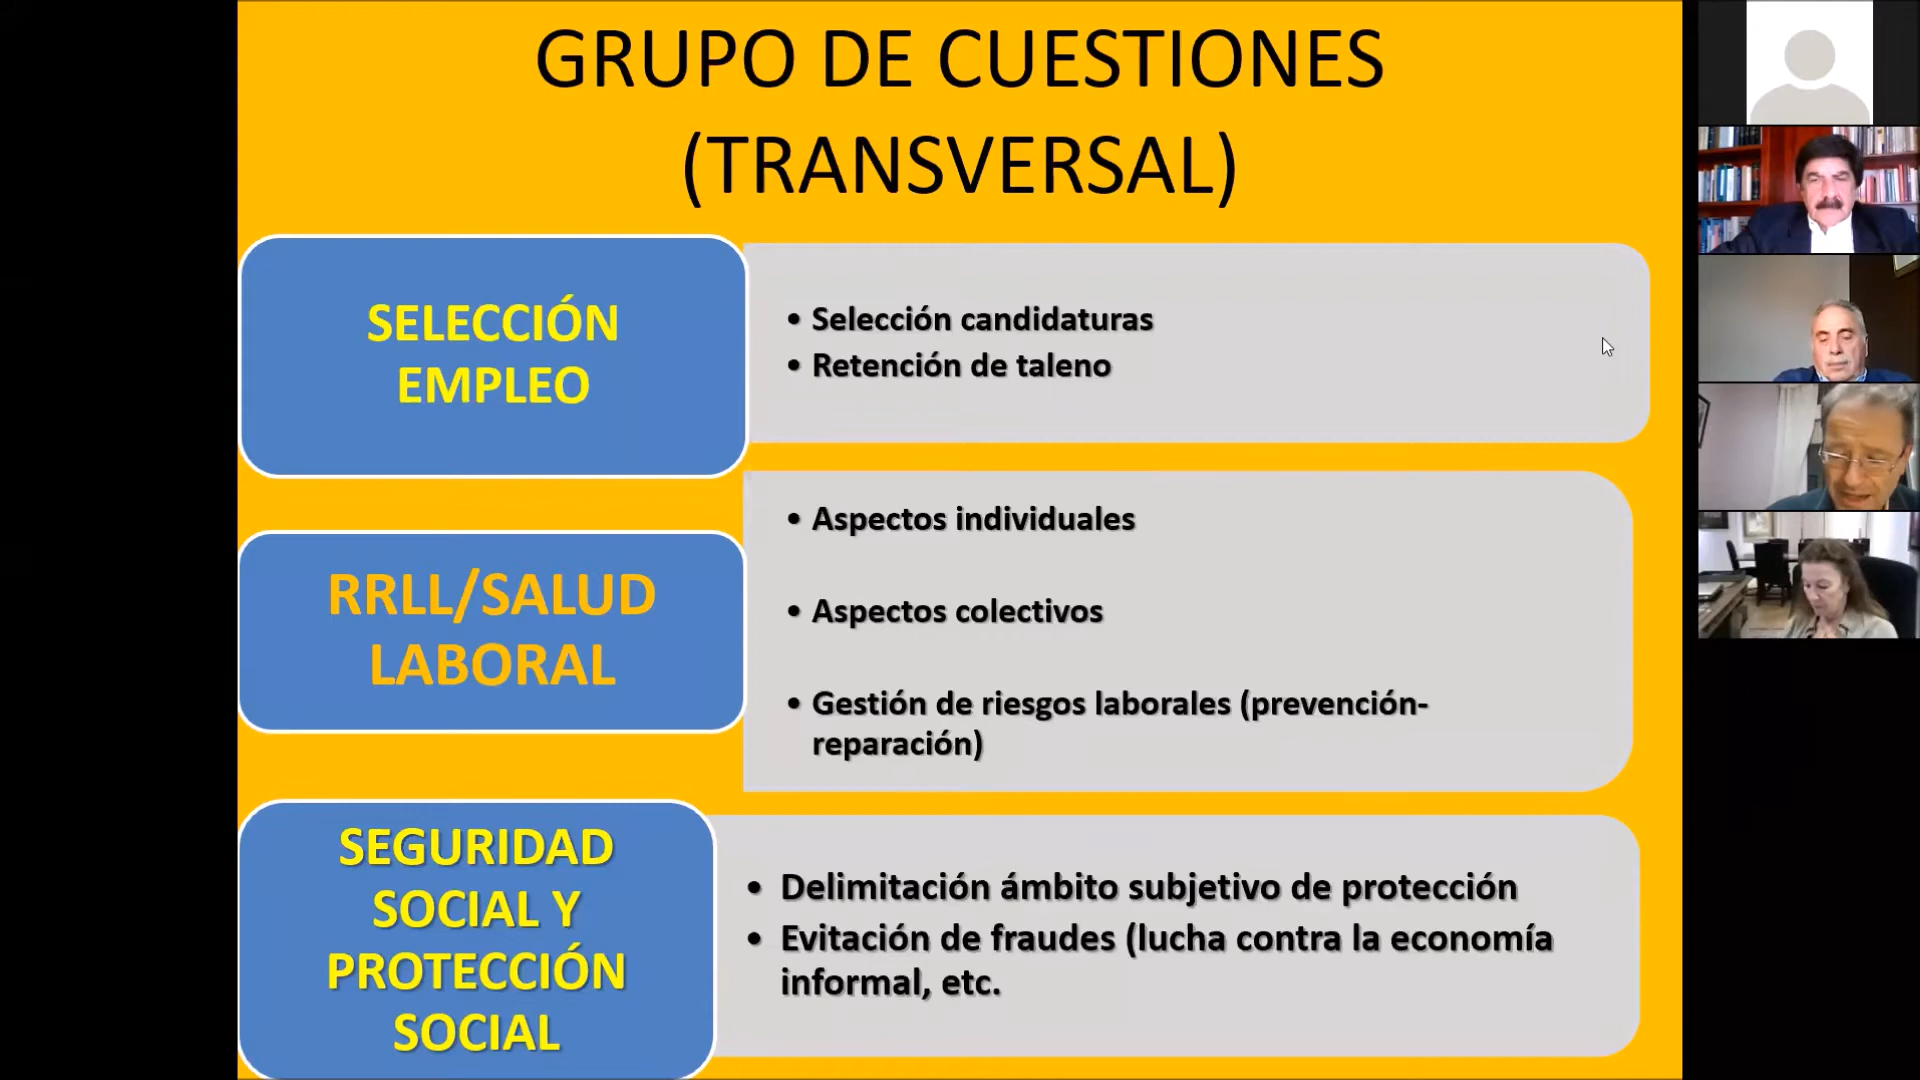 GRUPO DE CUESTIONES
(TRANSVERSAL)
SELECCIÓN
EMPLEO
• Selección candidaturas
• Retención de taleno
RRLL/SALUD
LABORAL
• Aspectos individuales
• Aspectos colectivos
• Gestión de riesgos laborales (prevención-
reparación)
SEGURIDAD
SOCIAL Y
PROTECCIÓN
SOCIAL
• Delimitación ámbito subjetivo de protección
• Evitación de fraudes (lucha contra la economía
informal, etc.